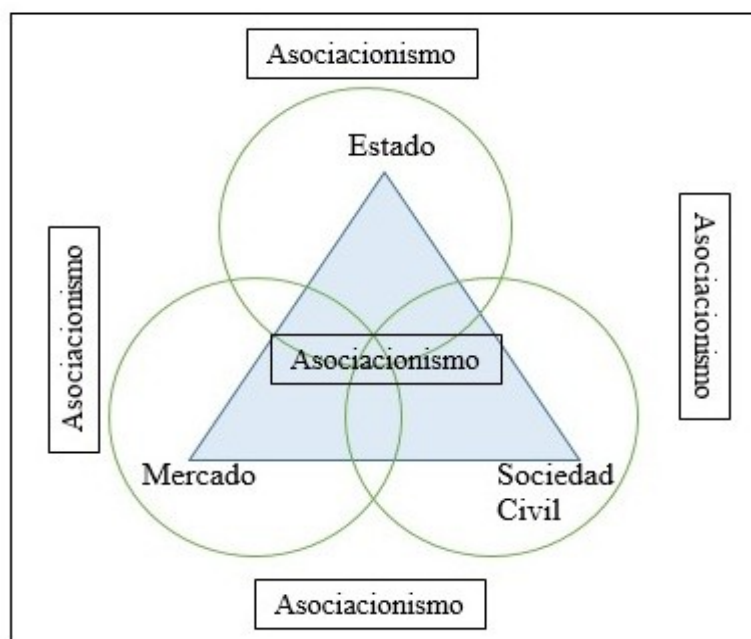 Asociacionismo
Estado
Asociacionismo
Asociacionismo
Asociacionismo
Mercado
Sociedad
Civil
Asociacionismo